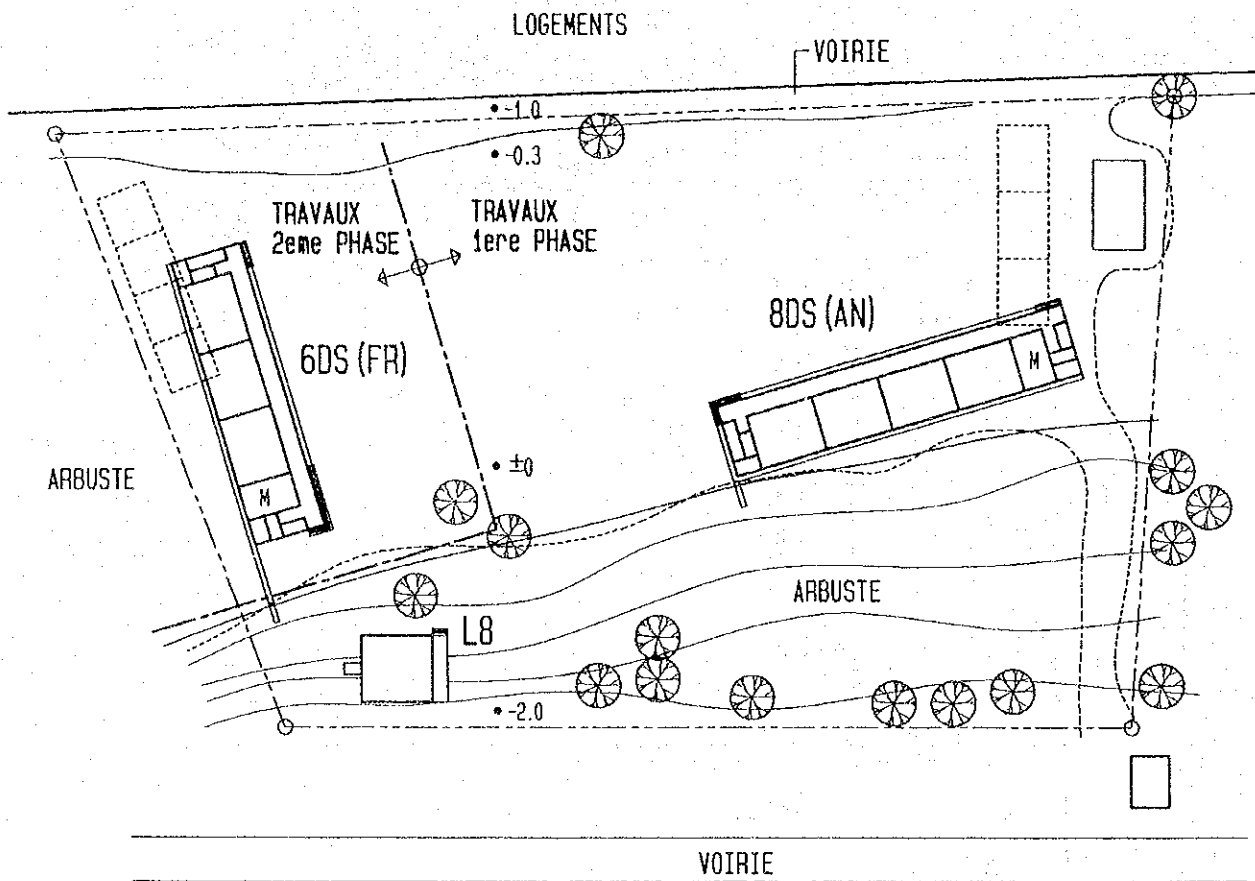 LOGEMENTS
VOIRIE
-1.0
-0.3
TRAVAUX
2eme PHASE
TRAVAUX
1ere PHASE
8DS (AN)
6DS (FR)
M
±0
ARBUSTE
M
ARBUSTE
L8
-2.0
VOIRIE